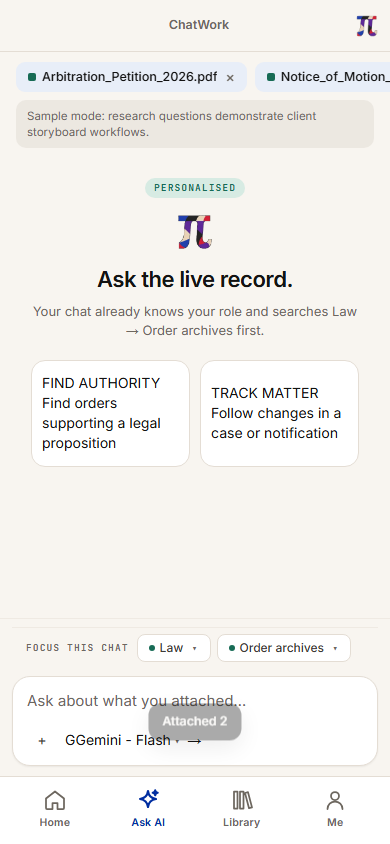 ChatWork
Arbitration_Petition_2026.pdf ×
Notice_of_Motion_
Sample mode: research questions demonstrate client
storyboard workflows.
PERSONALISED
Ask the live record.
Your chat already knows your role and searches Law
→ Order archives first.
FIND AUTHORITY
Find orders
supporting a legal
proposition
TRACK MATTER
Follow changes in a
case or notification
FOCUS THIS CHAT
Law
Order archives
Ask about what you attached...
Attached 2
+ GGemini - Flash →
Home
Ask AI
Library
Me